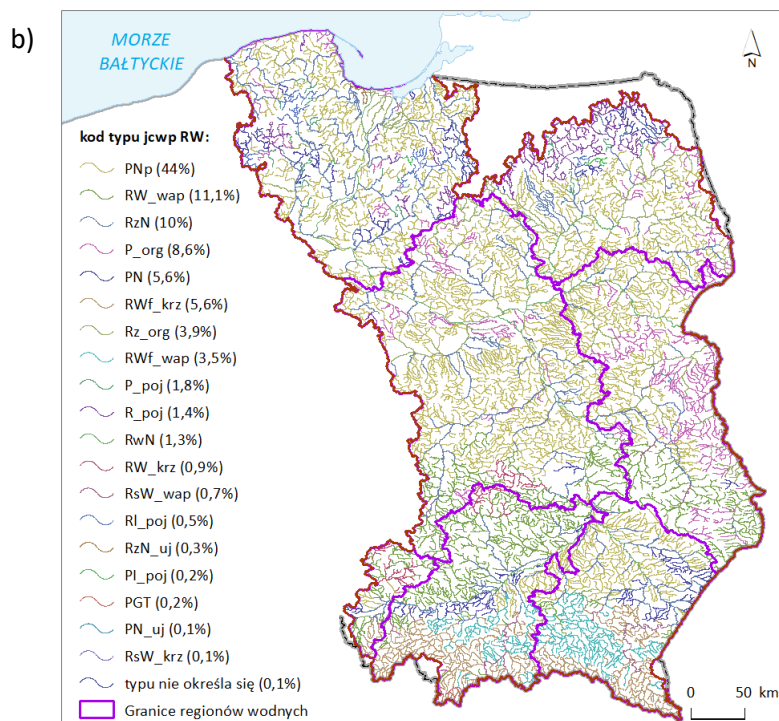 b)
MORZE
BAŁTYCKIE
N
kod typu jcwp RW:
PNp (44%)
RW_wap (11,1%)
RzN (10%)
P_org (8,6%)
PN (5,6%)
RWf_krz (5,6%)
Rz_org (3,9%)
RWf_wap (3,5%)
P_poj (1,8%)
R_poj (1,4%)
RwN (1,3%)
RW_krz (0,9%)
RsW_wap (0,7%)
Rl_poj (0,5%)
RzN_uj (0,3%)
Pl_poj (0,2%)
PGT (0,2%)
PN_uj (0,1%)
RsW_krz (0,1%)
typu nie określa się (0,1%)
Granice regionów wodnych
0 50 km